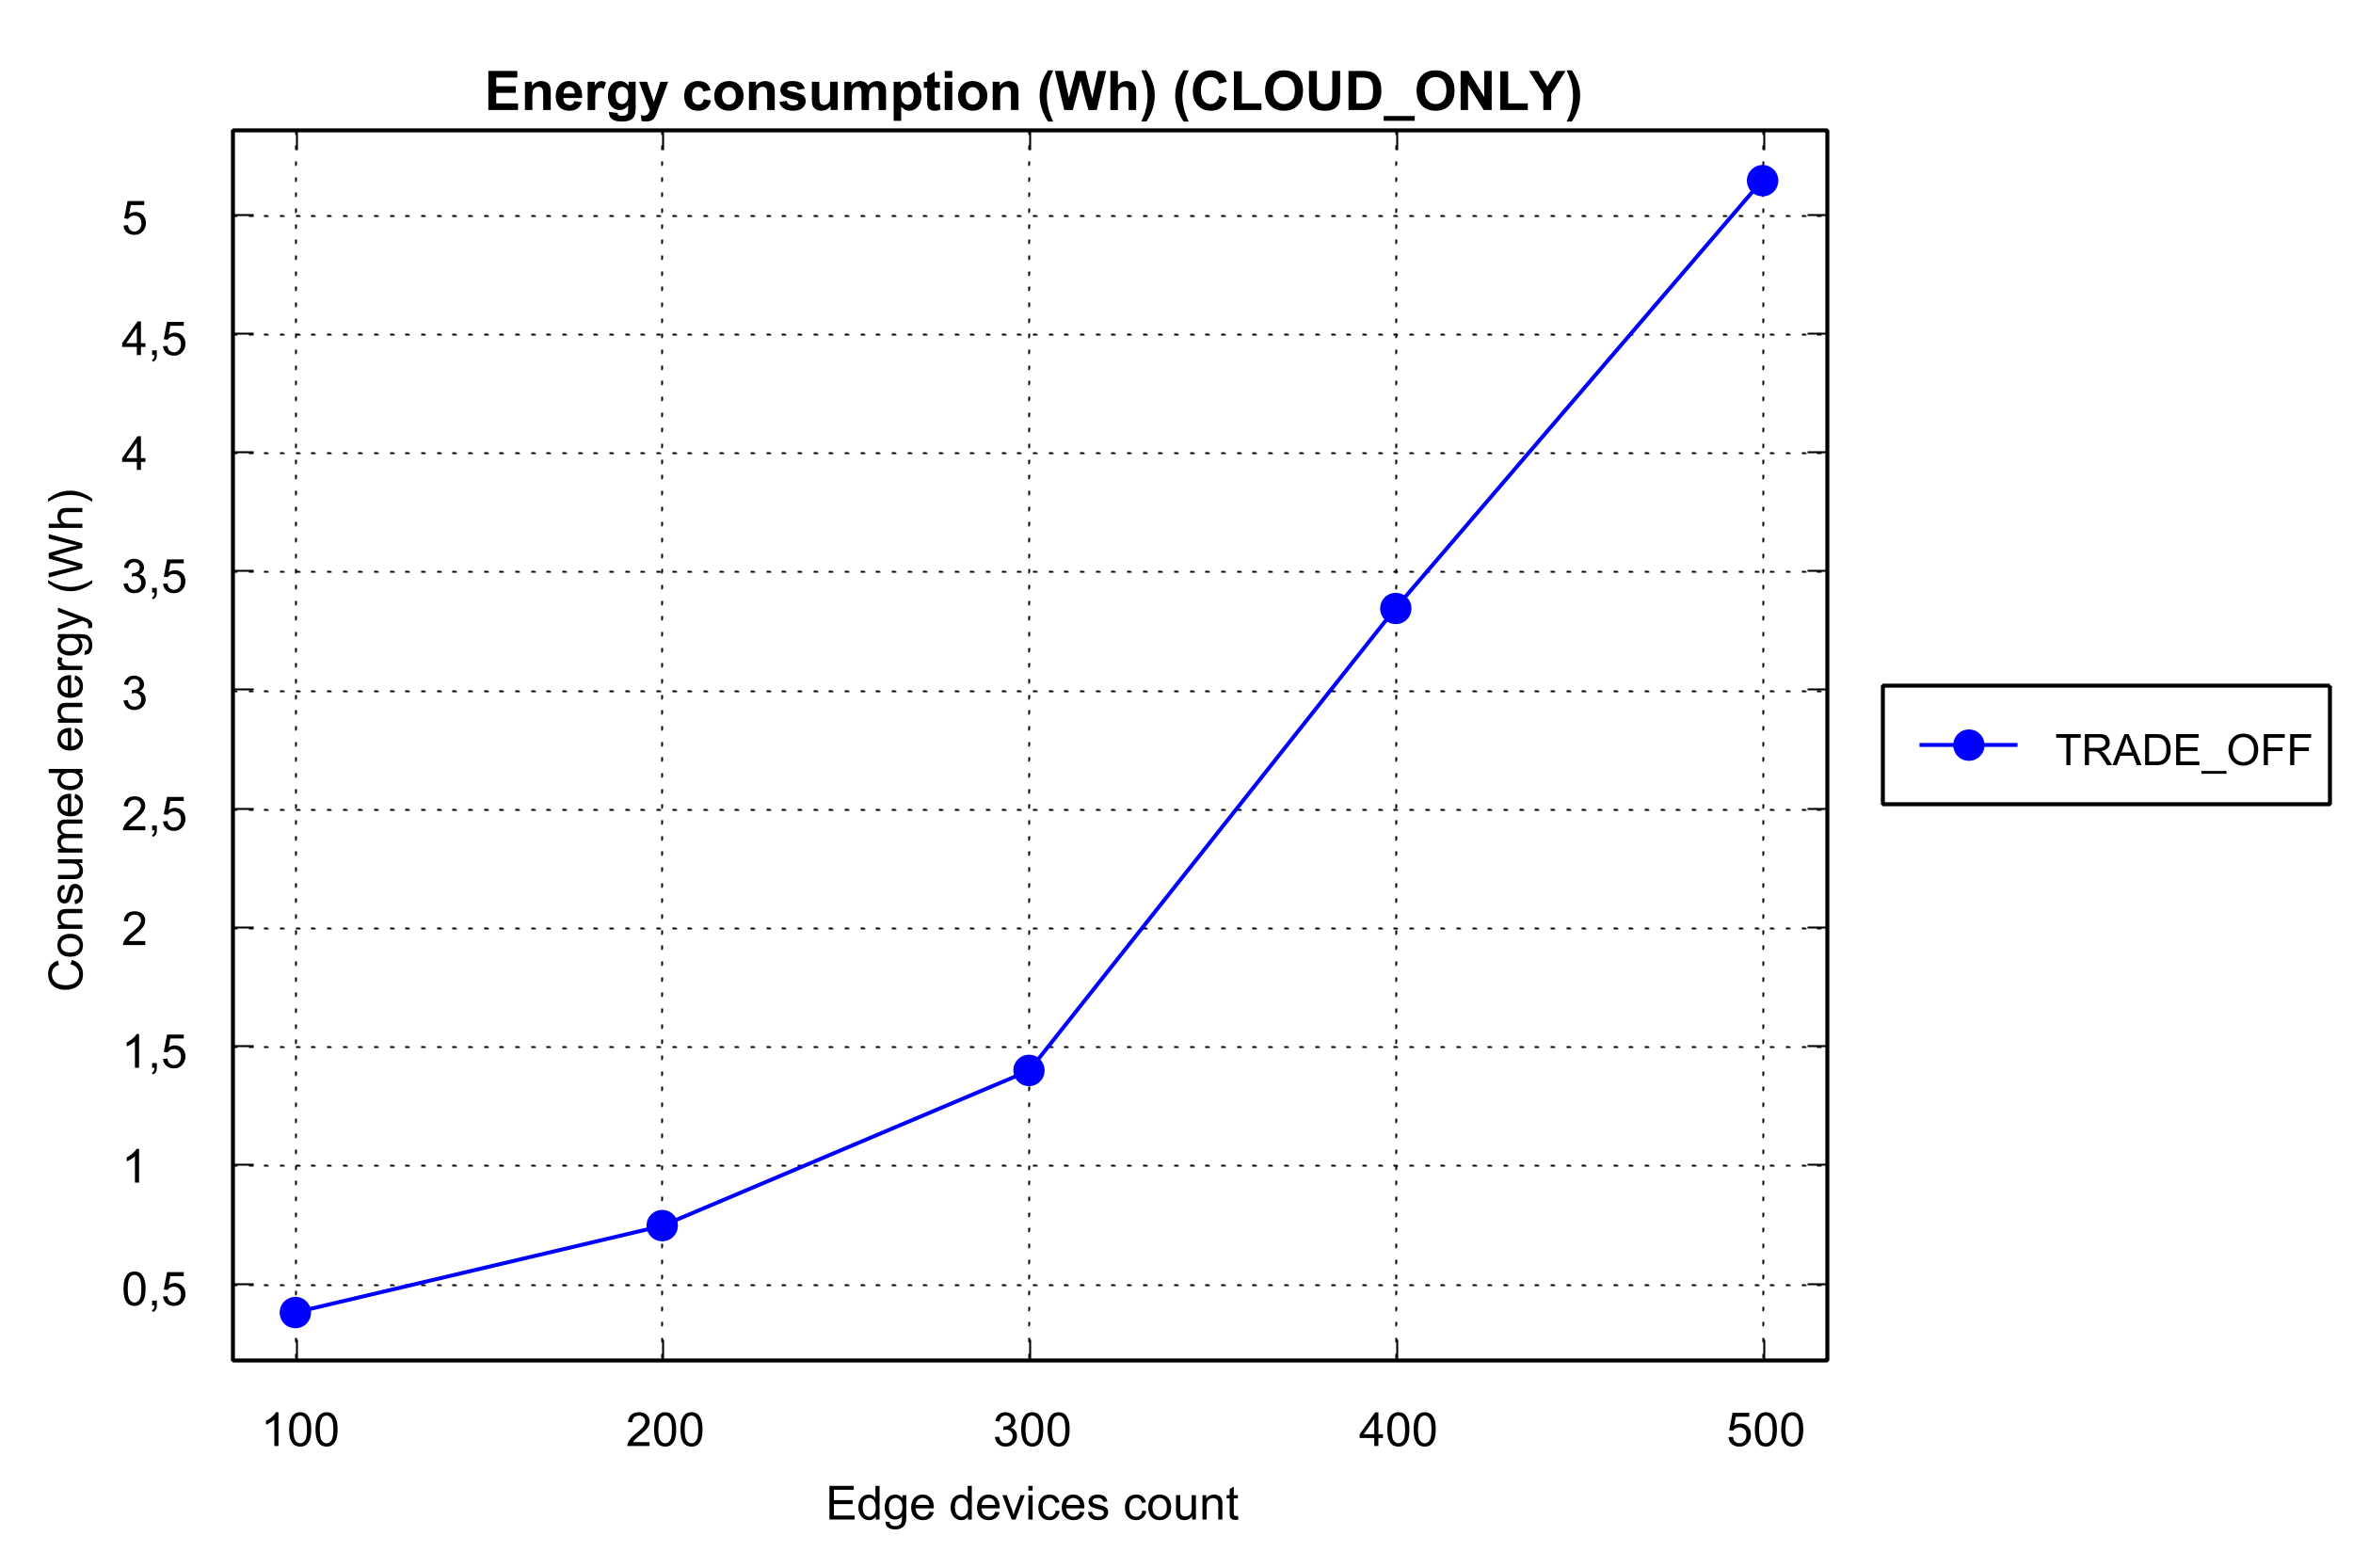 Energy consumption (Wh) (CLOUD_ONLY)
5
4,5
4
3,5
3
2,5
2
1,5
1
0,5
Consumed energy (Wh)
100 200 300 400 500
Edge devices count
TRADE_OFF